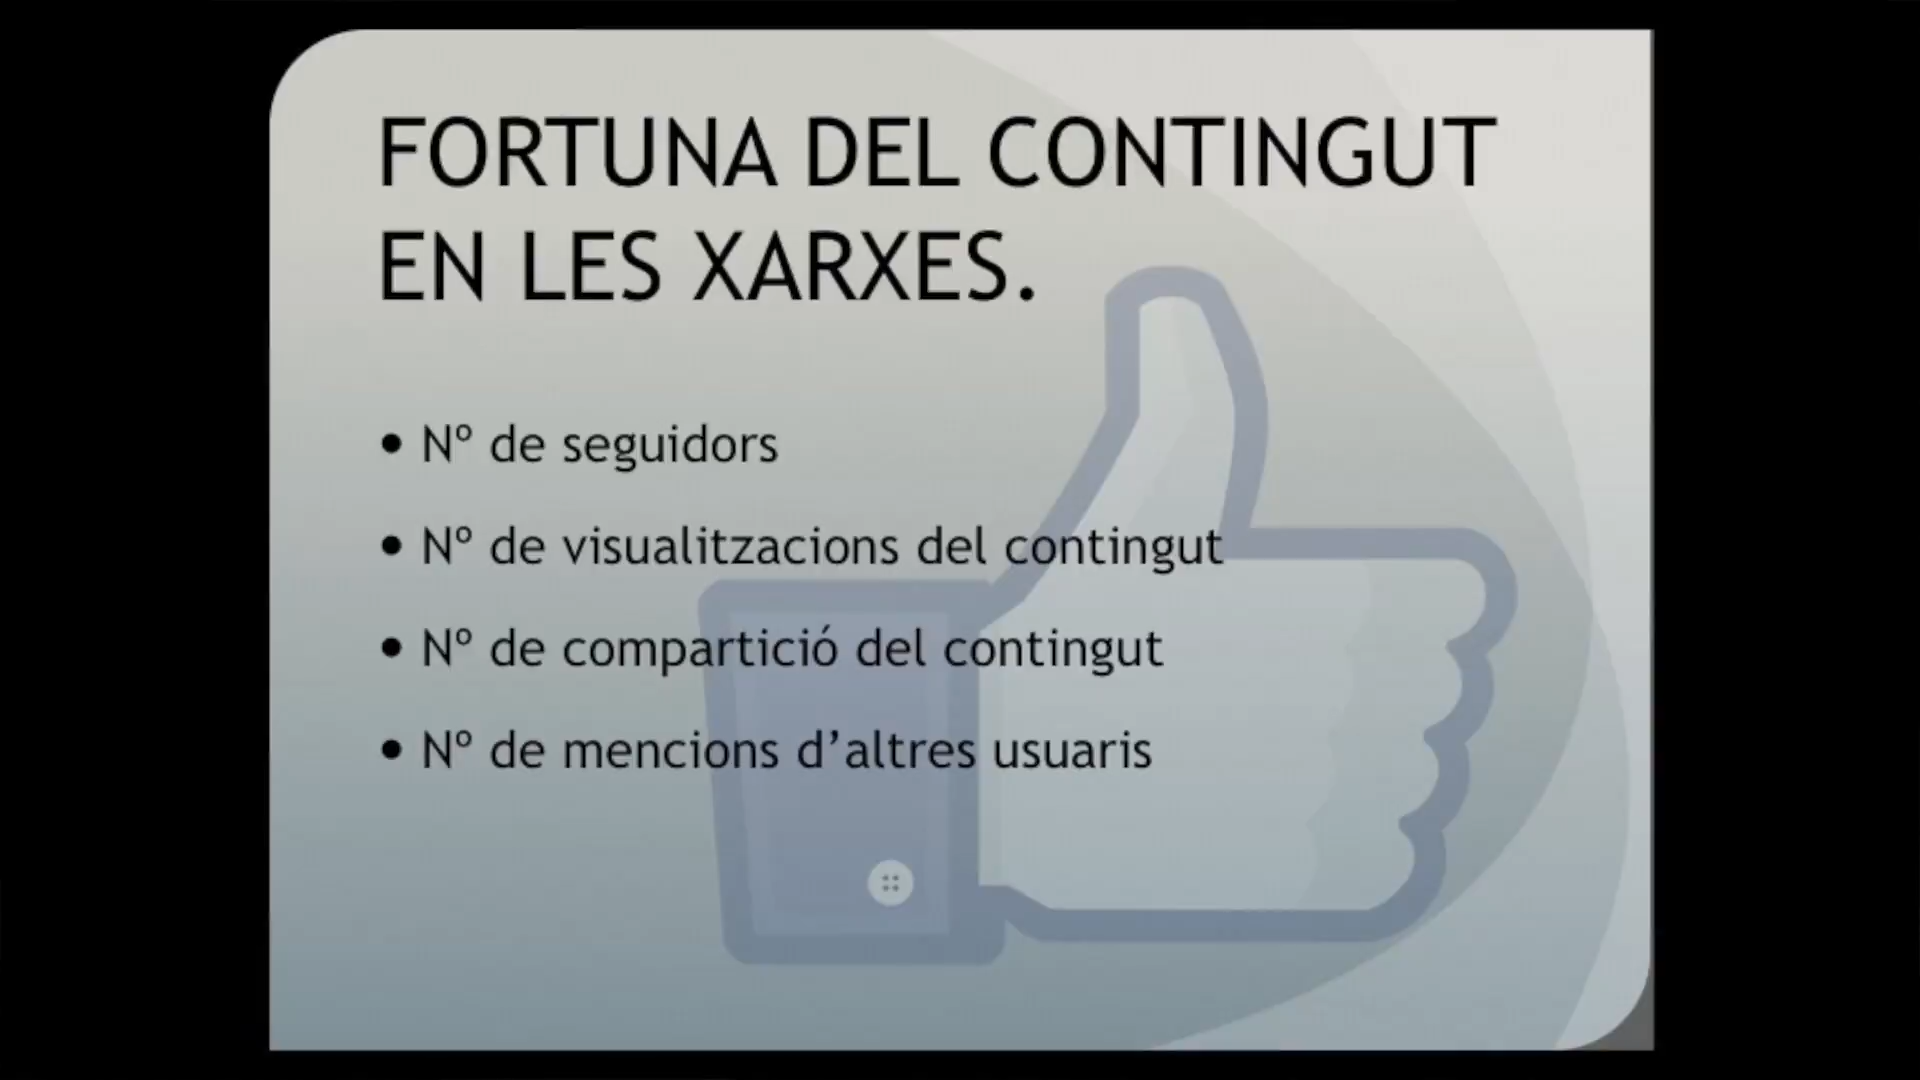 FORTUNA DEL CONTINGUT
EN LES XARXES.
• Nº de seguidors
• Nº de visualitzacions del contingut
• Nº de compartició del contingut
• Nº de mencions d’altres usuaris